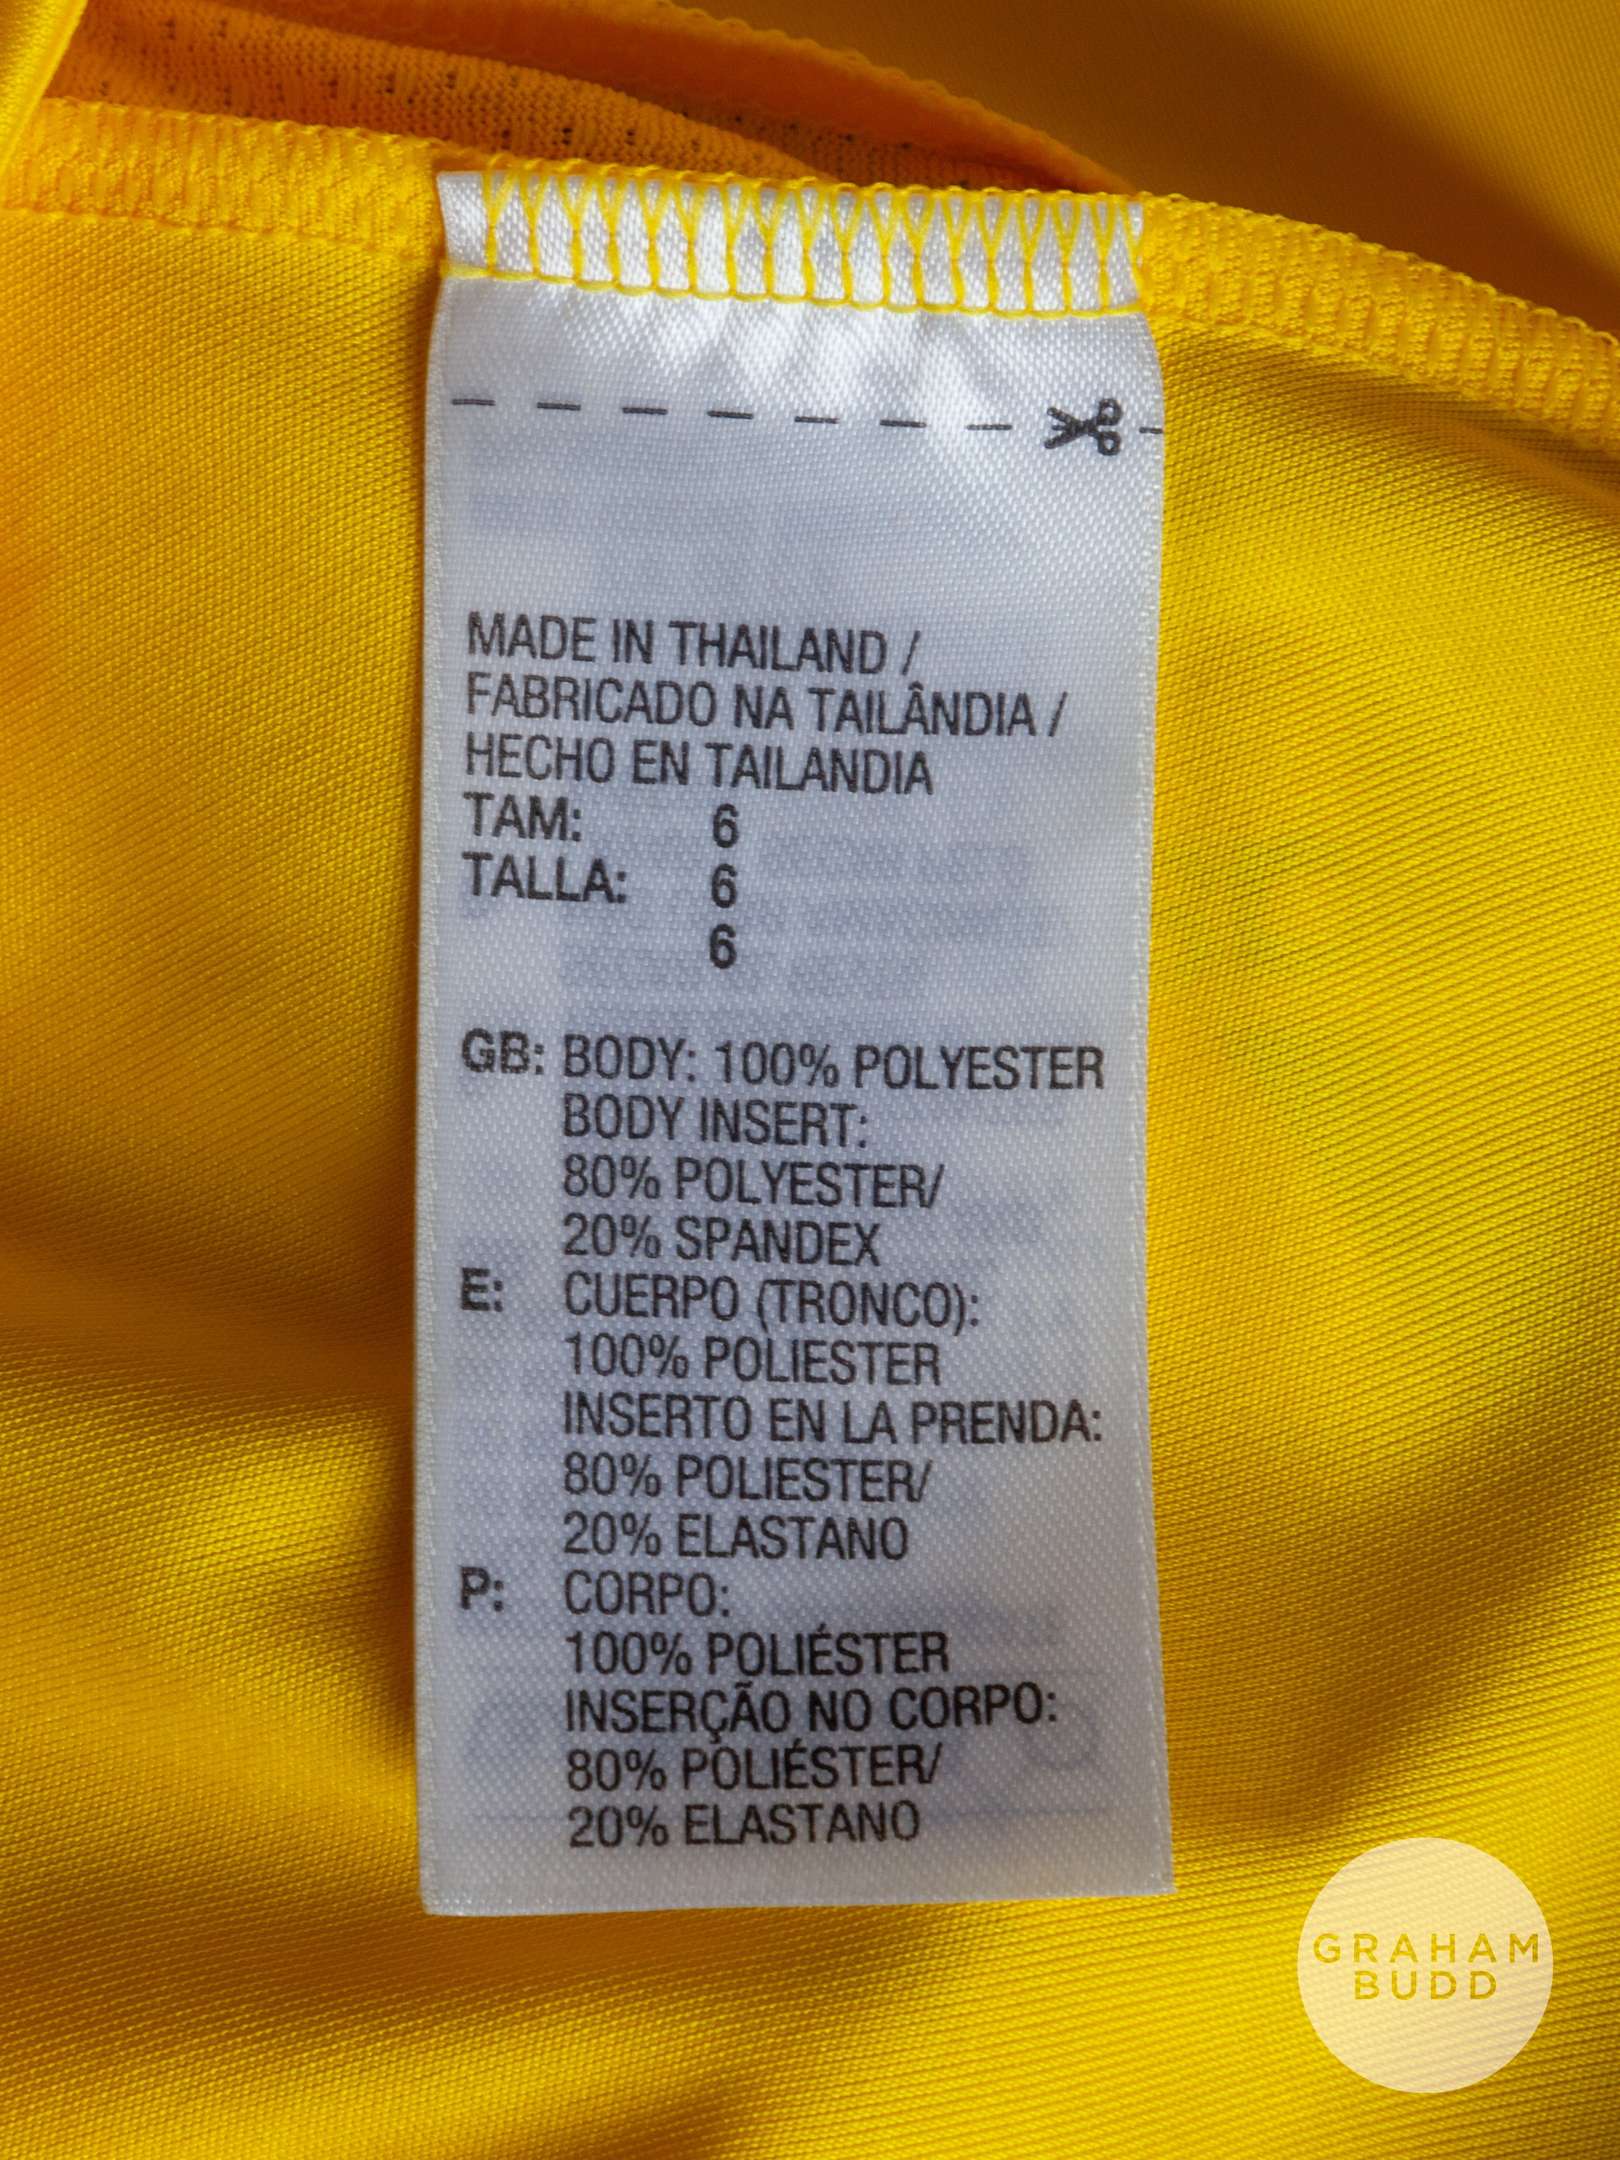 MADE IN THAILAND /
FABRICADO NA TAILÂNDIA /
HECHO EN TAILANDIA
TAM: 6
TALLA: 6
6
GB: BODY: 100% POLYESTER
BODY INSERT:
80% POLYESTER/
20% SPANDEX
E: CUERPO (TRONCO):
100% POLIESTER
INSERTO EN LA PRENDA:
80% POLIESTER/
20% ELASTANO
P: CORPO:
100% POLIÉSTER
INSERÇÃO NO CORPO:
80% POLIÉSTER/
20% ELASTANO
GRAHAM
BUDD